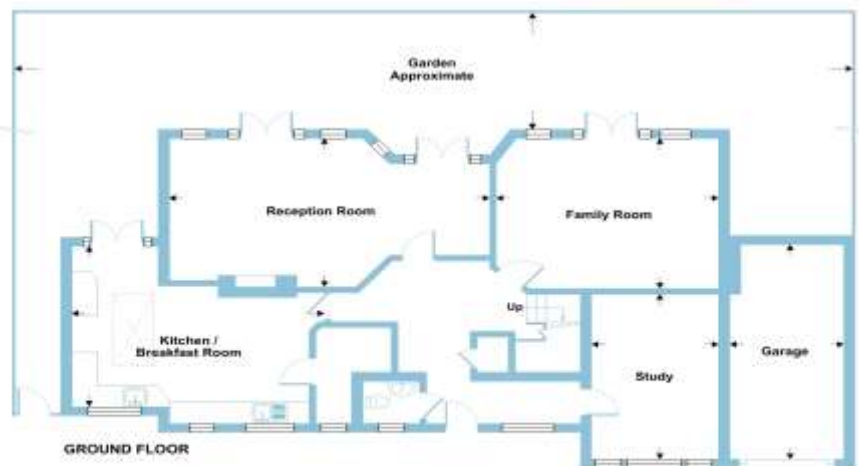 Garden
Approximate
Reception Room
Family Room
Up
Kitchen /
Breakfast Room
Study
Garage
GROUND FLOOR